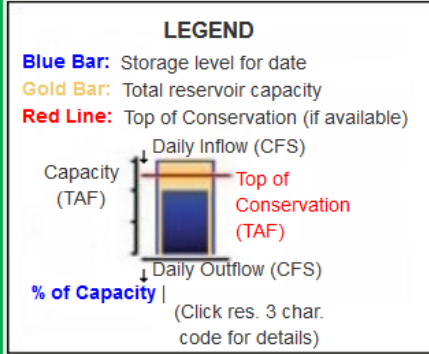 LEGEND
Blue Bar: Storage level for date
Gold Bar: Total reservoir capacity
Red Line: Top of Conservation (if available)
Daily Inflow (CFS)
Capacity
(TAF)
Top of
Conservation
(TAF)
Daily Outflow (CFS)
% of Capacity |
(Click res. 3 char.
code for details)